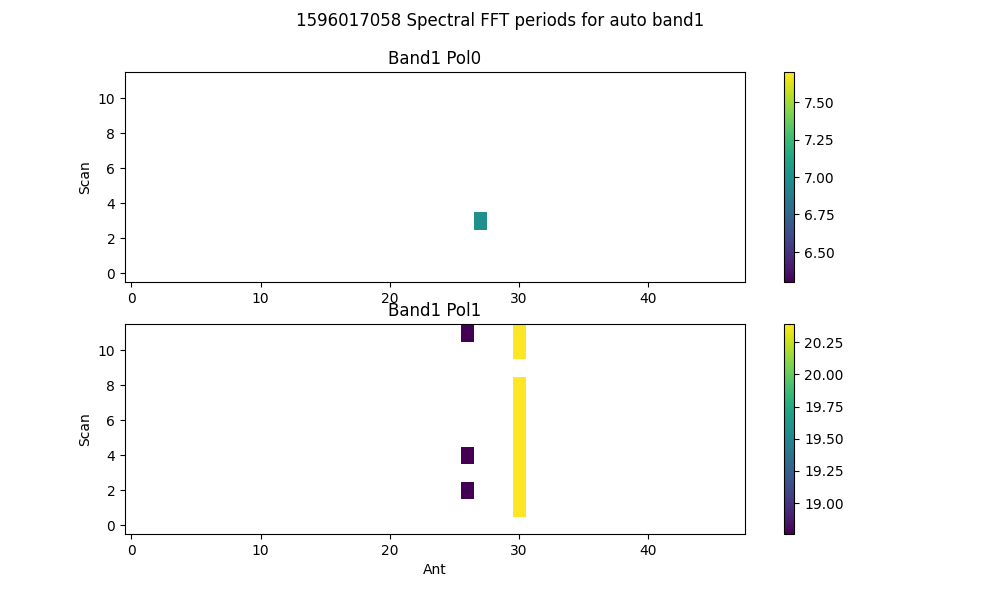 1596017058 Spectral FFT periods for auto band1
Band1 Pol0
Scan
10
8
6
4
2
0
0 10 20 30 40
7.50
7.25
7.00
6.75
6.50
Band1 Pol1
Scan
10
8
6
4
2
0
0 10 20 30 40
Ant
20.25
20.00
19.75
19.50
19.25
19.00